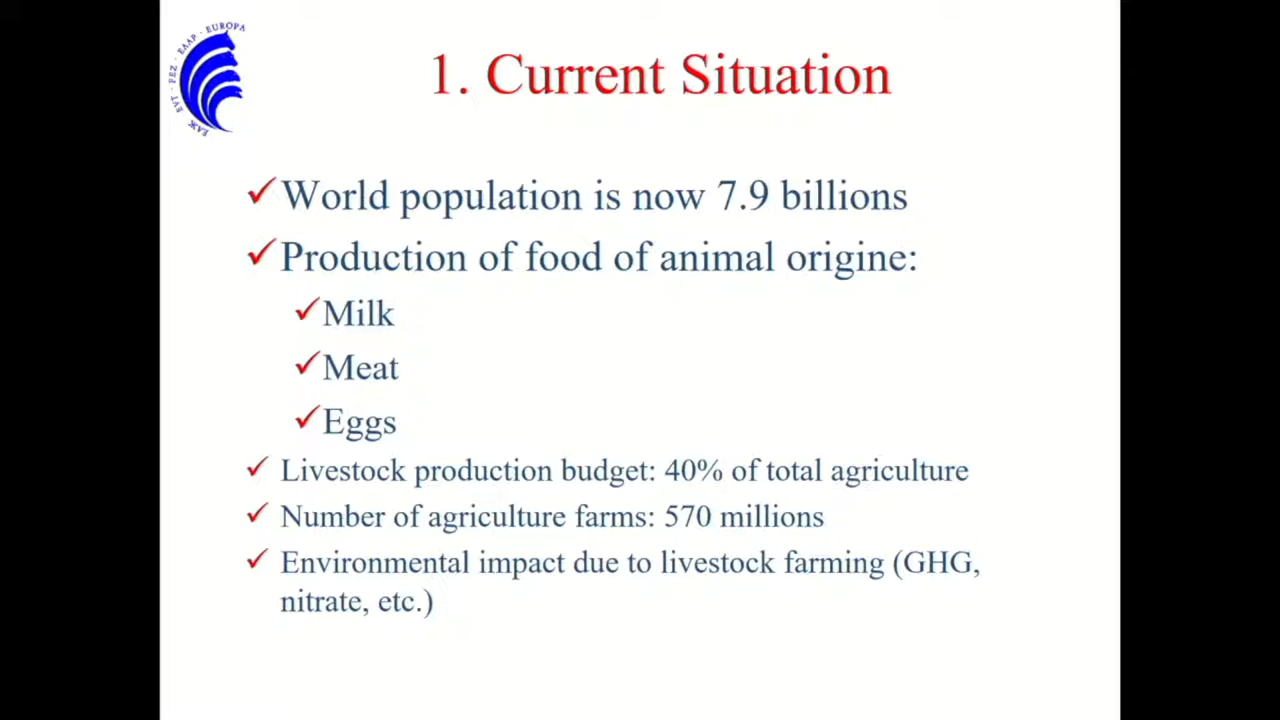 EVT · FEZ · EAAP · EUROPA
ЕАЖ
1. Current Situation
World population is now 7.9 billions
Production of food of animal origine:
Milk
Meat
Eggs
Livestock production budget: 40% of total agriculture
Number of agriculture farms: 570 millions
Environmental impact due to livestock farming (GHG,
nitrate, etc.)